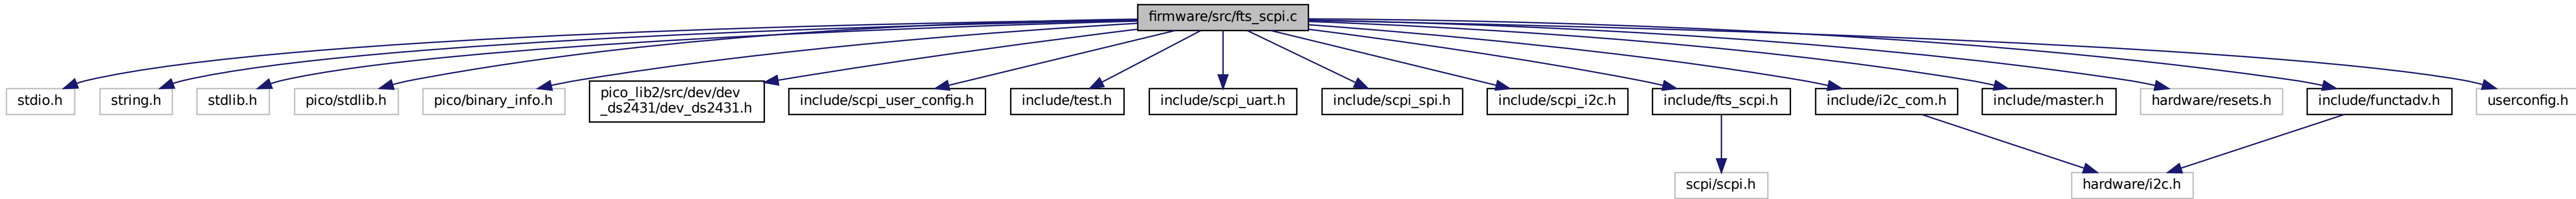 firmware/src/fts_scpi.c
stdio.h
string.h
stdlib.h
pico/stdlib.h
pico/binary_info.h
pico_lib2/src/dev/dev
_ds2431/dev_ds2431.h
include/scpi_user_config.h
include/test.h
include/scpi_uart.h
include/scpi_spi.h
include/scpi_i2c.h
include/fts_scpi.h
include/i2c_com.h
include/master.h
hardware/resets.h
include/functadv.h
userconfig.h
scpi/scpi.h
hardware/i2c.h